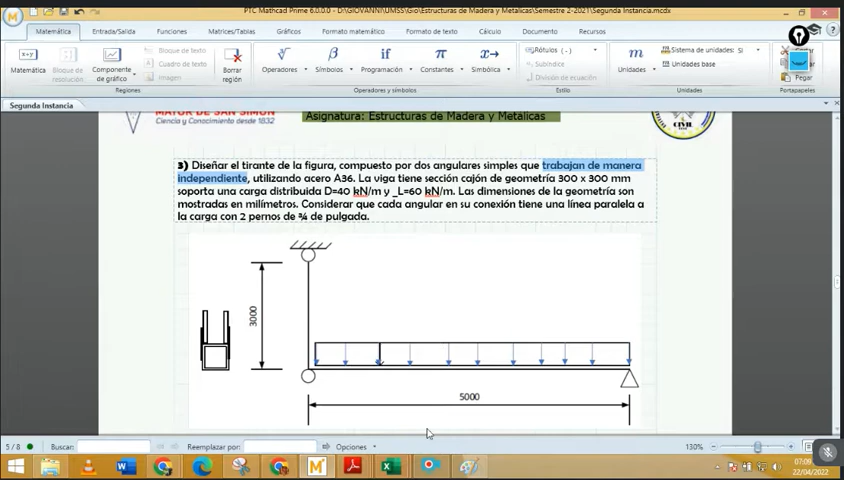 PTC Mathcad Prime 6.0.0.0 - D:\GIOVANNI\UMSS\Gio\Estructuras de Madera y Metalicas\Semestre 2-2021\Segunda Instancia.mcdx
Matemática Entrada/Salida Funciones Matrices/Tablas Gráficos Formato matemático Formato de texto Cálculo Documento Recursos
Matemática
Bloque de resolución
Componente de gráfico
Bloque de texto
Cuadro de texto
Imagen
Borrar región
Operadores
Símbolos
Programación
Constantes
Simbólica
Rótulos (-)
Subíndice
División de ecuación
Unidades
Sistema de unidades: SI
Unidades base
Pegar
Regiones Operadores y símbolos Estilo Unidades Portapapeles
Segunda Instancia
MAYOR DE SAN SIMÓN
Ciencia y Conocimiento desde 1832
Asignatura: Estructuras de Madera y Metálicas
CIVIL
3) Diseñar el tirante de la figura, compuesto por dos angulares simples que trabajan de manera
independiente, utilizando acero A36. La viga tiene sección cajón de geometría 300 x 300 mm
soporta una carga distribuida D=40 kN/m y _L=60 kN/m. Las dimensiones de la geometría son
mostradas en milímetros. Considerar que cada angular en su conexión tiene una línea paralela a
la carga con 2 pernos de ¾ de pulgada.
3000
5000
5 / 8 Buscar: Reemplazar por: Opciones 130%
07:09
22/04/2022